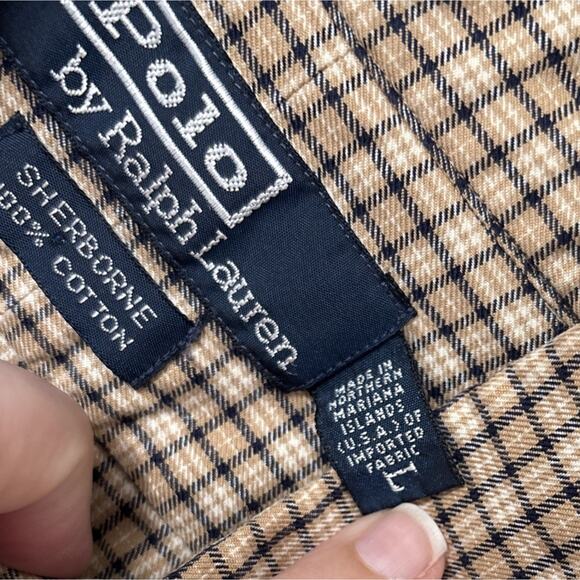 Polo
by Ralph Lauren
SHERBORNE
100% COTTON
MADE IN
NORTHERN
MARIANA
ISLANDS
(U.S.A.) OF
IMPORTED
FABRIC
L